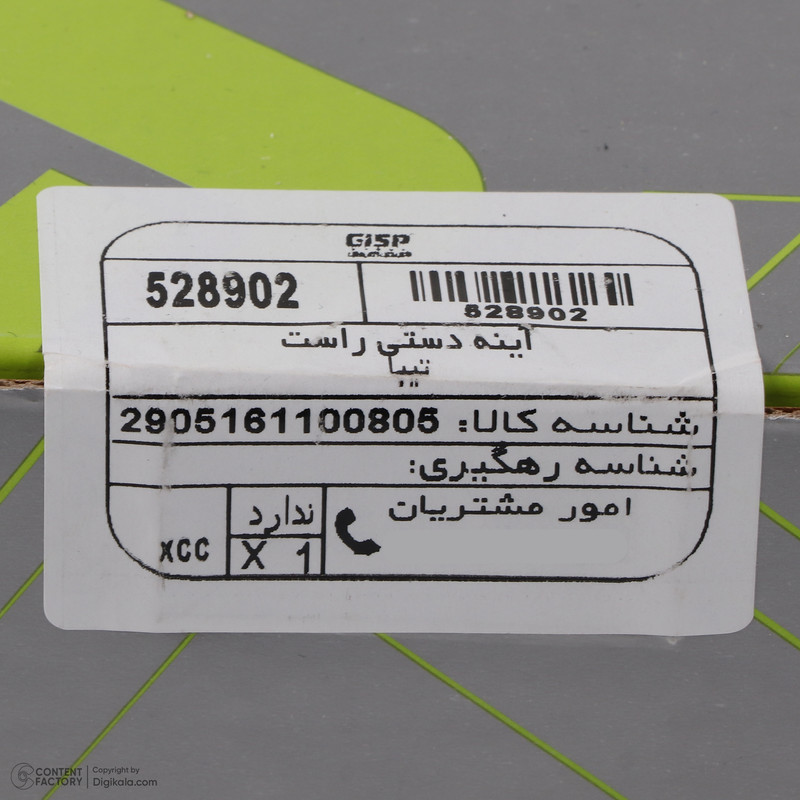 GISP
528902
528902
آینه دستی راست
تیبا
شناسه کالا: 2905161100805
شناسه رهگیری:
امور مشتریان
ندارد
X 1
XCC
CONTENT FACTORY
Copyright by
Digikala.com